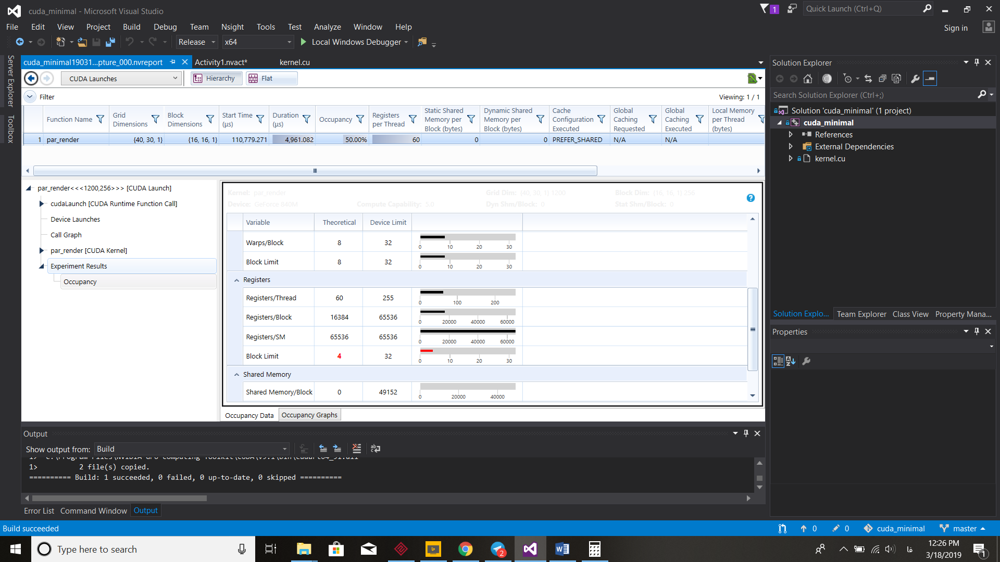 cuda_minimal - Microsoft Visual Studio
1
Quick Launch (Ctrl+Q)
File Edit View Project Build Debug Team Nsight Tools Test Analyze Window Help
Sign in
Release x64 Local Windows Debugger
Server Explorer
Toolbox
cuda_minimal19031...pture_000.nvreport Activity1.nvact* kernel.cu
CUDA Launches Hierarchy Flat
Filter Viewing: 1 / 1
Function Name Grid Dimensions Block Dimensions Start Time (µs) Duration (µs) Occupancy Registers per Thread Static Shared Memory per Block (bytes) Dynamic Shared Memory per Block (bytes) Cache Configuration Executed Global Caching Requested Global Caching Executed Local Memory per Thread (bytes)
1 par_render {40, 30, 1} {16, 16, 1} 110,779.271 4,961.082 50.00% 60 0 0 PREFER_SHARED N/A N/A
par_render<<<1200,256>>> [CUDA Launch]
cudaLaunch [CUDA Runtime Function Call]
Device Launches
Call Graph
par_render [CUDA Kernel]
Experiment Results
Occupancy
Kernel: par_render Grid Dim: {40, 30, 1} 1200 Block Dim: {16, 16, 1} 256
Device: GeForce 840M Compute Capability: 5.0 Dyn Shm/Block: 0 Stat Shm/Block: 0
Variable Theoretical Device Limit
Warps/Block 8 32
0 10 20 30
Block Limit 8 32
0 10 20 30
Registers
Registers/Thread 60 255
0 100 200
Registers/Block 16384 65536
0 20000 40000 60000
Registers/SM 65536 65536
0 20000 40000 60000
Block Limit 4 32
0 10 20 30
Shared Memory
Shared Memory/Block 0 49152
0 20000 40000
Occupancy Data Occupancy Graphs
Solution Explorer
Search Solution Explorer (Ctrl+;)
Solution 'cuda_minimal' (1 project)
cuda_minimal
References
External Dependencies
kernel.cu
Solution Explo... Team Explorer Class View Property Mana...
Properties
Output
Show output from: Build
1> 2 file(s) copied.
========== Build: 1 succeeded, 0 failed, 0 up-to-date, 0 skipped ==========
Error List Command Window Output
Build succeeded
0 0 cuda_minimal master
Type here to search
2
فا
12:26 PM
3/18/2019
1